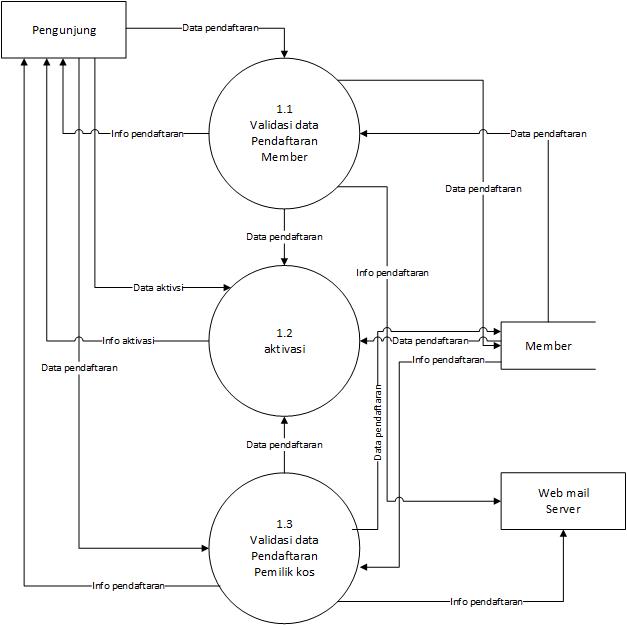 Pengunjung
Data pendaftaran
1.1
Validasi data
Pendaftaran
Member
Info pendaftaran
Data pendaftaran
Data pendaftaran
Data pendaftaran
Info pendaftaran
Data aktivsi
1.2
aktivasi
Info aktivasi
Data pendaftaran
Member
Info pendaftaran
Data pendaftaran
Data pendaftaran
Data pendaftaran
1.3
Validasi data
Pendaftaran
Pemilik kos
Web mail
Server
Info pendaftaran
Info pendaftaran